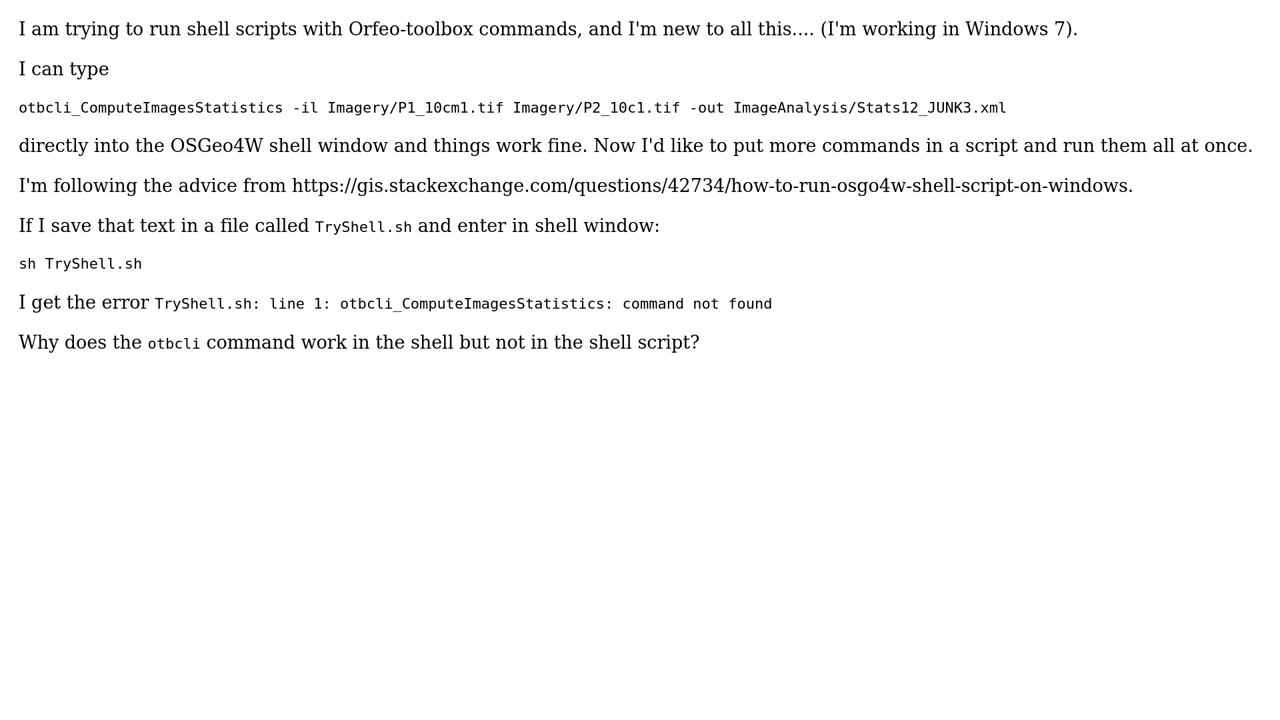 I am trying to run shell scripts with Orfeo-toolbox commands, and I'm new to all this.... (I'm working in Windows 7).
I can type
otbcli_ComputeImagesStatistics -il Imagery/P1_10cm1.tif Imagery/P2_10c1.tif -out ImageAnalysis/Stats12_JUNK3.xml
directly into the OSGeo4W shell window and things work fine. Now I'd like to put more commands in a script and run them all at once.
I'm following the advice from https://gis.stackexchange.com/questions/42734/how-to-run-osgo4w-shell-script-on-windows.
If I save that text in a file called TryShell.sh and enter in shell window:
sh TryShell.sh
I get the error TryShell.sh: line 1: otbcli_ComputeImagesStatistics: command not found
Why does the otbcli command work in the shell but not in the shell script?